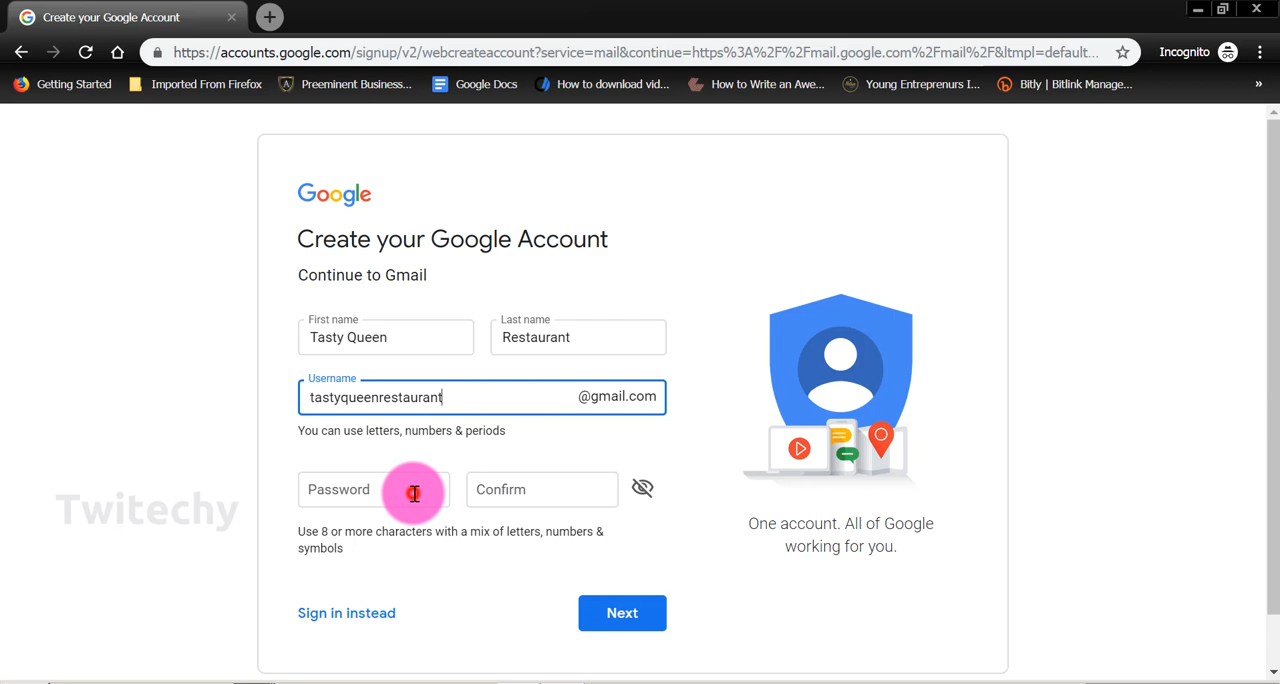 Create your Google Account
https://accounts.google.com/signup/v2/webcreateaccount?service=mail&continue=https%3A%2F%2Fmail.google.com%2Fmail%2F&ltmpl=default...
Incognito
Getting Started
Imported From Firefox
Preeminent Business...
Google Docs
How to download vid...
How to Write an Awe...
Young Entreprenurs I...
Bitly | Bitlink Manage...
»
Google
Create your Google Account
Continue to Gmail
First name
Last name
Tasty Queen
Restaurant
Username
tastyqueenrestaurant
@gmail.com
You can use letters, numbers & periods
Password
Confirm
Use 8 or more characters with a mix of letters, numbers &
symbols
Sign in instead
Next
One account. All of Google
working for you.
Twitechy